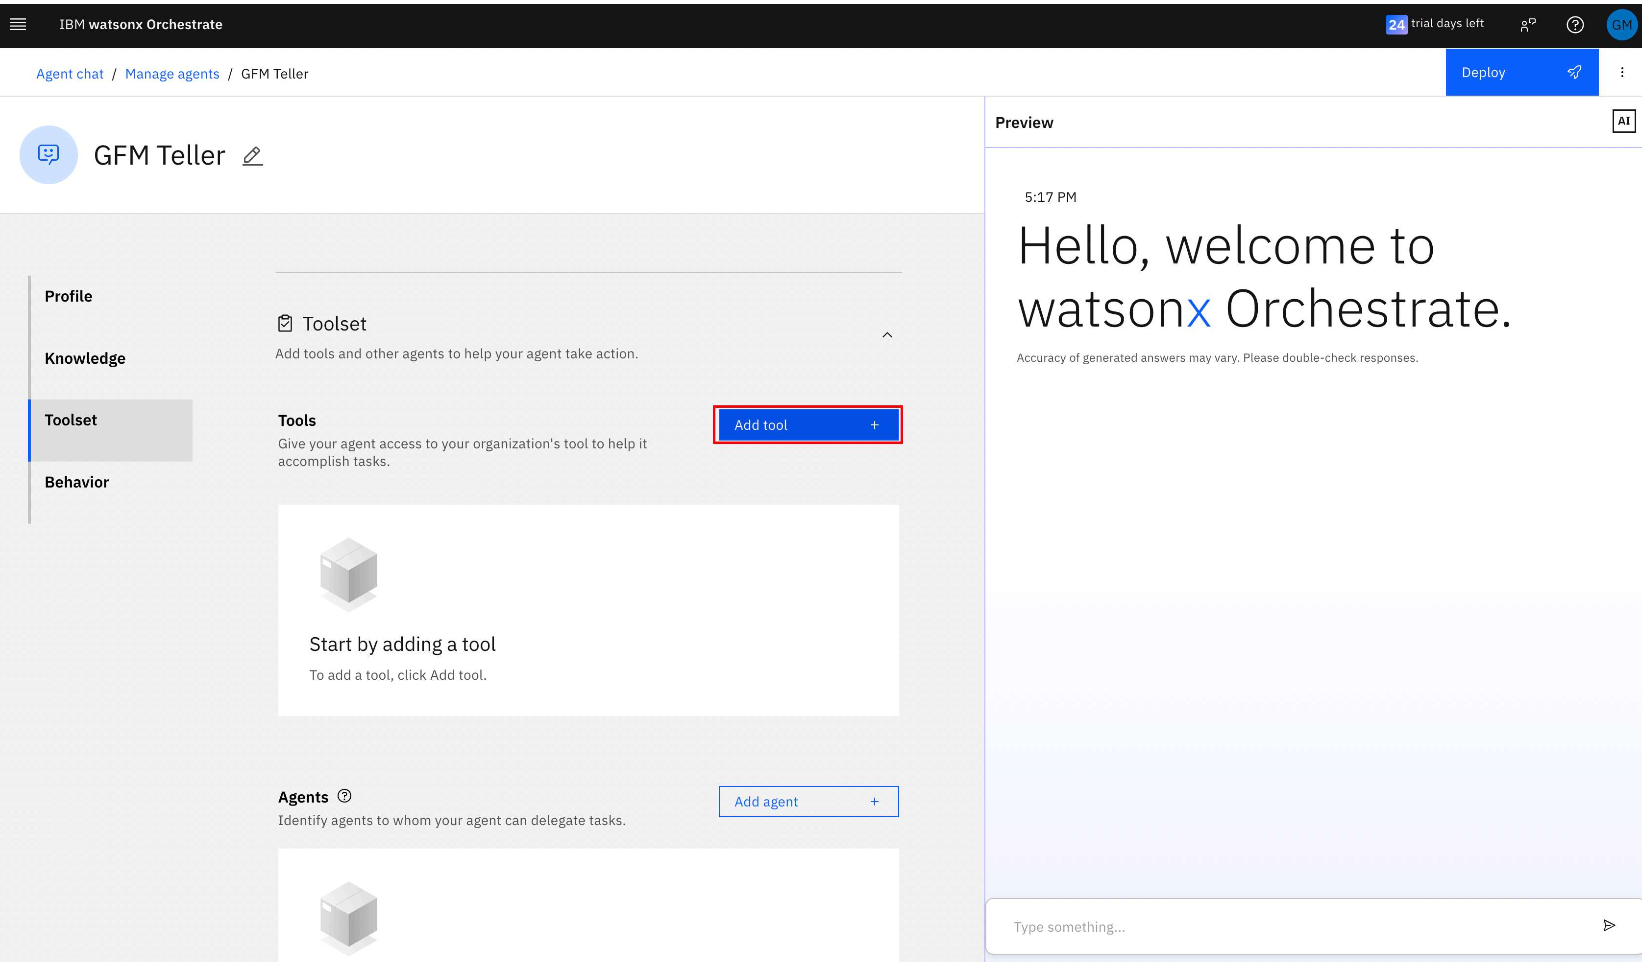 IBM watsonx Orchestrate
24 trial days left
GM
Agent chat / Manage agents / GFM Teller
Deploy
GFM Teller
Profile
Knowledge
Toolset
Behavior
Toolset
Add tools and other agents to help your agent take action.
Tools
Give your agent access to your organization's tool to help it
accomplish tasks.
Add tool +
Start by adding a tool
To add a tool, click Add tool.
Agents ?
Identify agents to whom your agent can delegate tasks.
Add agent +
Preview
AI
5:17 PM
Hello, welcome to
watsonx Orchestrate.
Accuracy of generated answers may vary. Please double-check responses.
Type something...